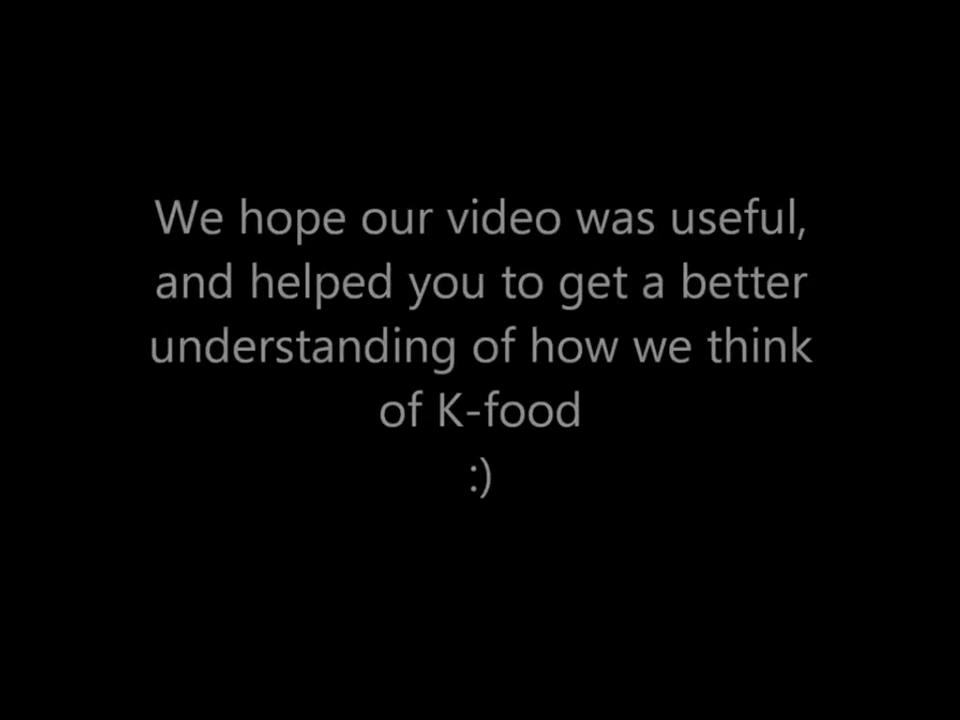 We hope our video was useful,
and helped you to get a better
understanding of how we think
of K-food
:)